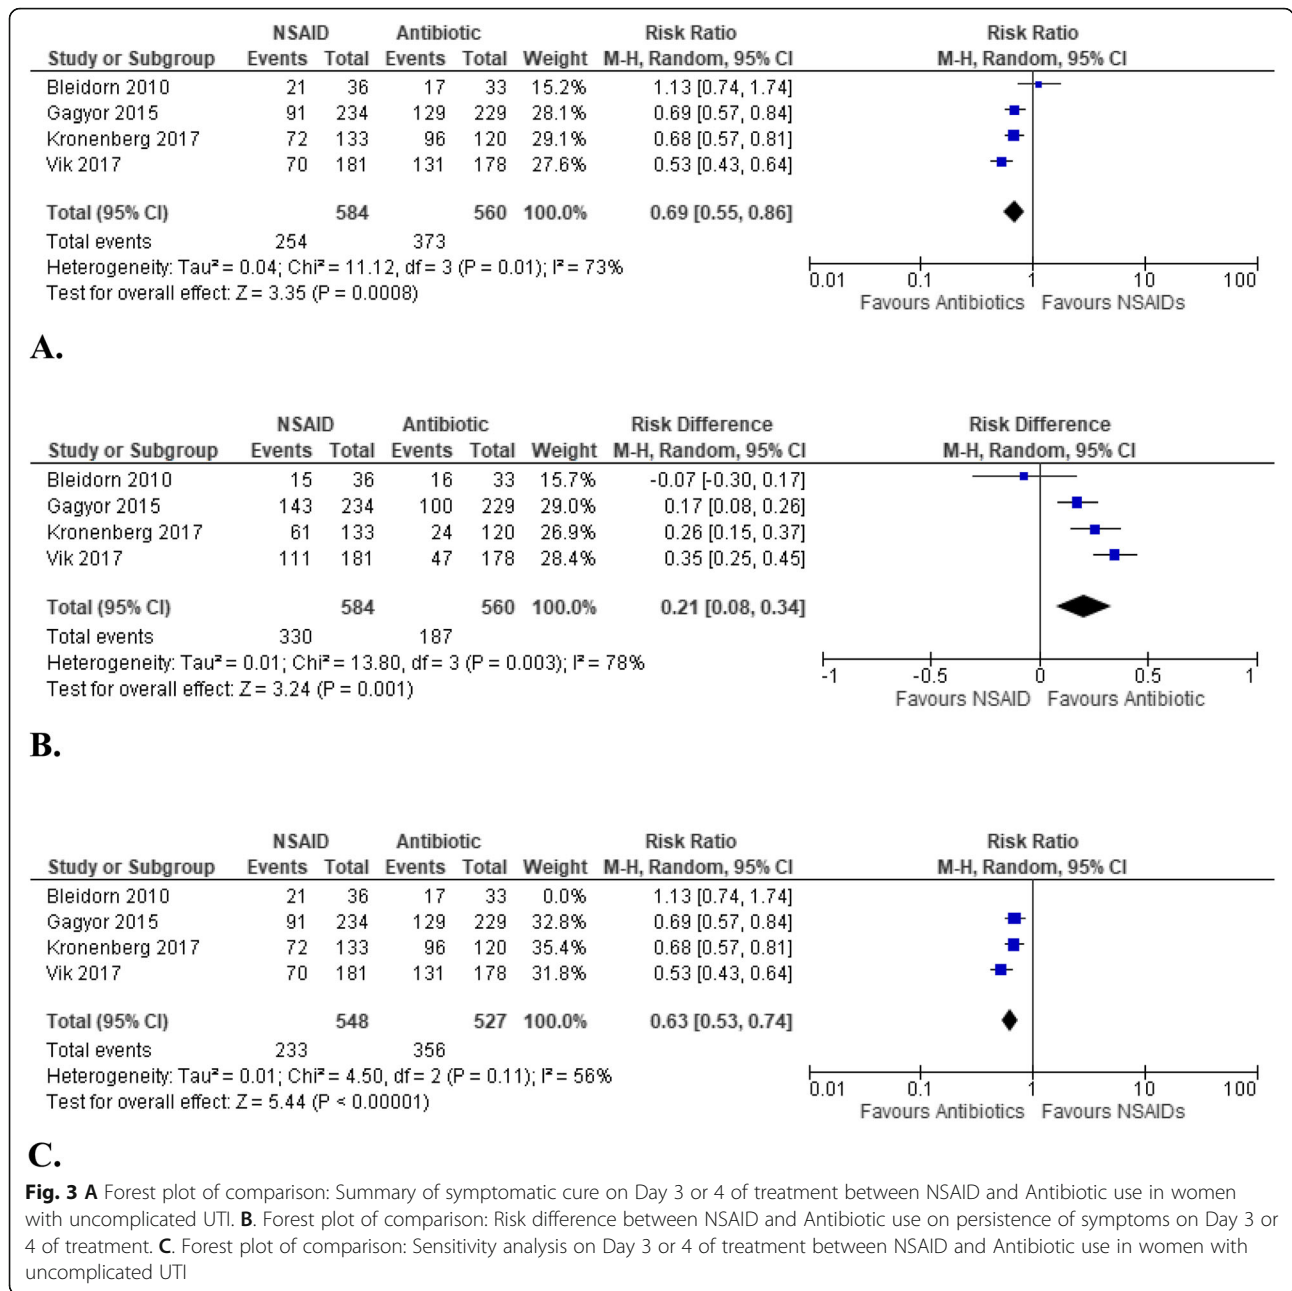 NSAID Antibiotic Risk Ratio Risk Ratio
Study or Subgroup Events Total Events Total Weight M-H, Random, 95% CI M-H, Random, 95% CI
Bleidorn 2010 21 36 17 33 15.2% 1.13 [0.74, 1.74]
Gagyor 2015 91 234 129 229 28.1% 0.69 [0.57, 0.84]
Kronenberg 2017 72 133 96 120 29.1% 0.68 [0.57, 0.81]
Vik 2017 70 181 131 178 27.6% 0.53 [0.43, 0.64]
Total (95% CI) 584 560 100.0% 0.69 [0.55, 0.86]
Total events 254 373
Heterogeneity: Tau² = 0.04; Chi² = 11.12, df = 3 (P = 0.01); I² = 73%
Test for overall effect: Z = 3.35 (P = 0.0008)
0.01 0.1 1 10 100
Favours Antibiotics Favours NSAIDs
A.
NSAID Antibiotic Risk Difference Risk Difference
Study or Subgroup Events Total Events Total Weight M-H, Random, 95% CI M-H, Random, 95% CI
Bleidorn 2010 15 36 16 33 15.7% -0.07 [-0.30, 0.17]
Gagyor 2015 143 234 100 229 29.0% 0.17 [0.08, 0.26]
Kronenberg 2017 61 133 24 120 26.9% 0.26 [0.15, 0.37]
Vik 2017 111 181 47 178 28.4% 0.35 [0.25, 0.45]
Total (95% CI) 584 560 100.0% 0.21 [0.08, 0.34]
Total events 330 187
Heterogeneity: Tau² = 0.01; Chi² = 13.80, df = 3 (P = 0.003); I² = 78%
Test for overall effect: Z = 3.24 (P = 0.001)
-1 -0.5 0 0.5 1
Favours NSAID Favours Antibiotic
B.
NSAID Antibiotic Risk Ratio Risk Ratio
Study or Subgroup Events Total Events Total Weight M-H, Random, 95% CI M-H, Random, 95% CI
Bleidorn 2010 21 36 17 33 0.0% 1.13 [0.74, 1.74]
Gagyor 2015 91 234 129 229 32.8% 0.69 [0.57, 0.84]
Kronenberg 2017 72 133 96 120 35.4% 0.68 [0.57, 0.81]
Vik 2017 70 181 131 178 31.8% 0.53 [0.43, 0.64]
Total (95% CI) 548 527 100.0% 0.63 [0.53, 0.74]
Total events 233 356
Heterogeneity: Tau² = 0.01; Chi² = 4.50, df = 2 (P = 0.11); I² = 56%
Test for overall effect: Z = 5.44 (P < 0.00001)
0.01 0.1 1 10 100
Favours Antibiotics Favours NSAIDs
C.
Fig. 3 A Forest plot of comparison: Summary of symptomatic cure on Day 3 or 4 of treatment between NSAID and Antibiotic use in women
with uncomplicated UTI. B. Forest plot of comparison: Risk difference between NSAID and Antibiotic use on persistence of symptoms on Day 3 or
4 of treatment. C. Forest plot of comparison: Sensitivity analysis on Day 3 or 4 of treatment between NSAID and Antibiotic use in women with
uncomplicated UTI